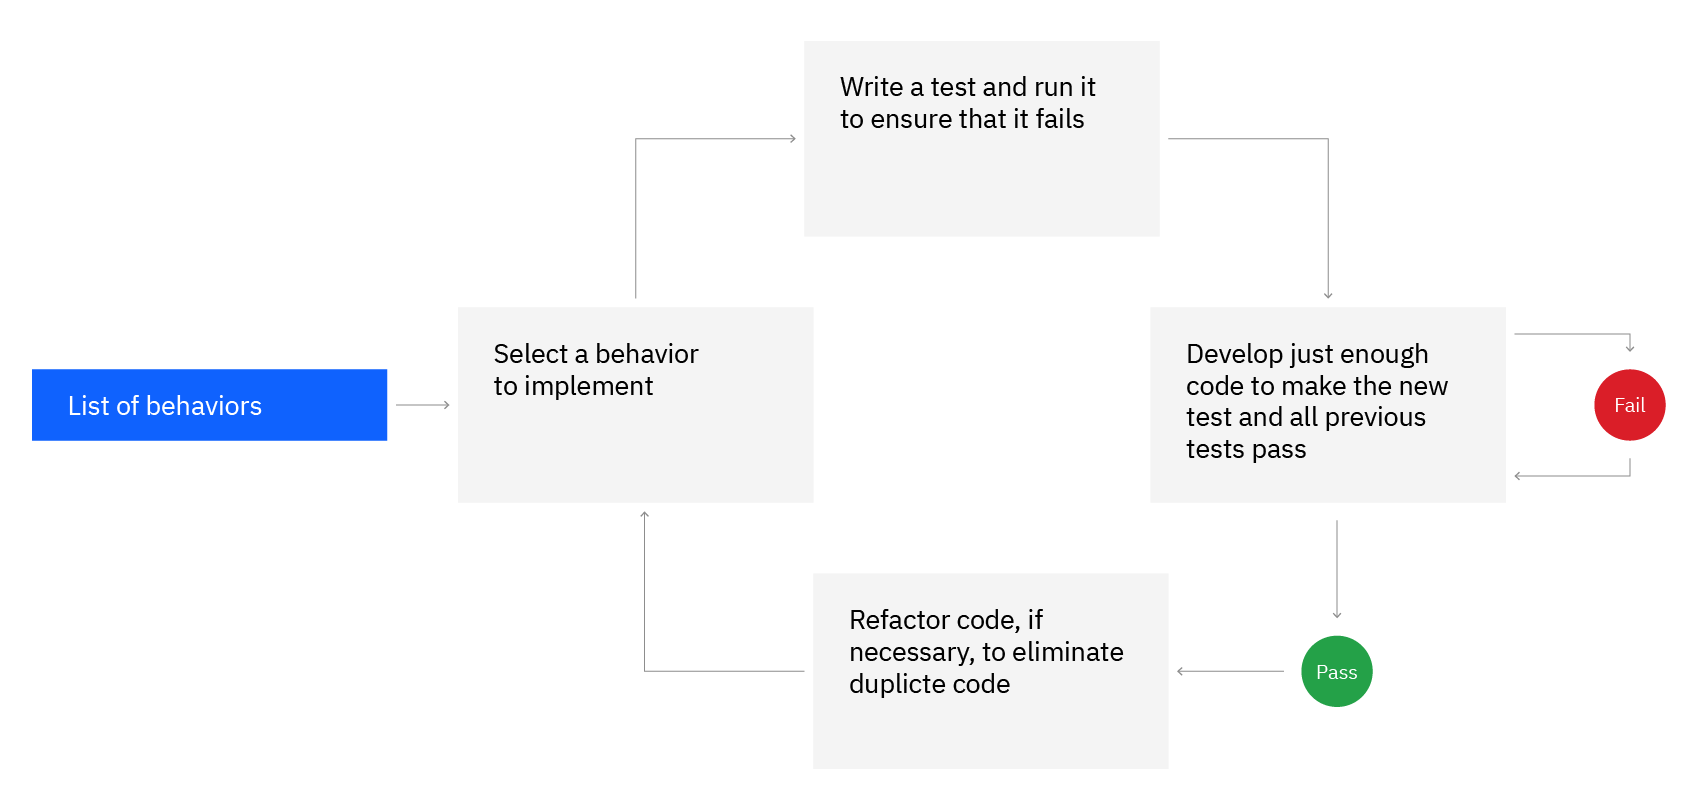 Write a test and run it
to ensure that it fails
Select a behavior
to implement
Develop just enough
code to make the new
test and all previous
tests pass
List of behaviors
Fail
Refactor code, if
necessary, to eliminate
duplicte code
Pass